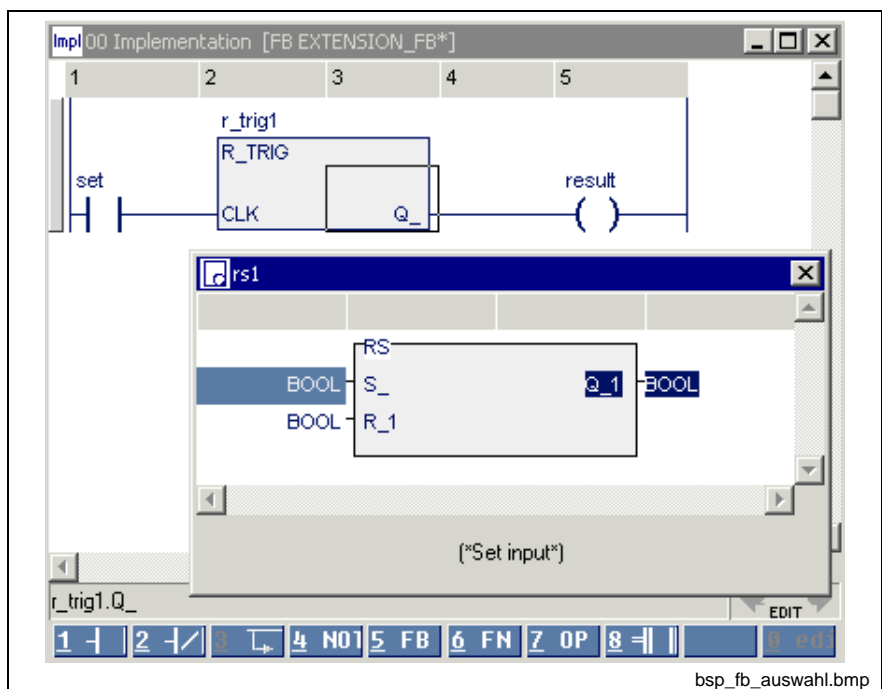 Impl 00 Implementation [FB EXTENSION_FB*]
1 2 3 4 5
r_trig1
R_TRIG
set result
CLK Q_
rs1
RS
BOOL S_ Q_1 BOOL
BOOL R_1
(*Set input*)
r_trig1.Q_
EDIT
1 2 3 4 NOT 5 FB 6 FN 7 OP 8 0 edi
bsp_fb_auswahl.bmp